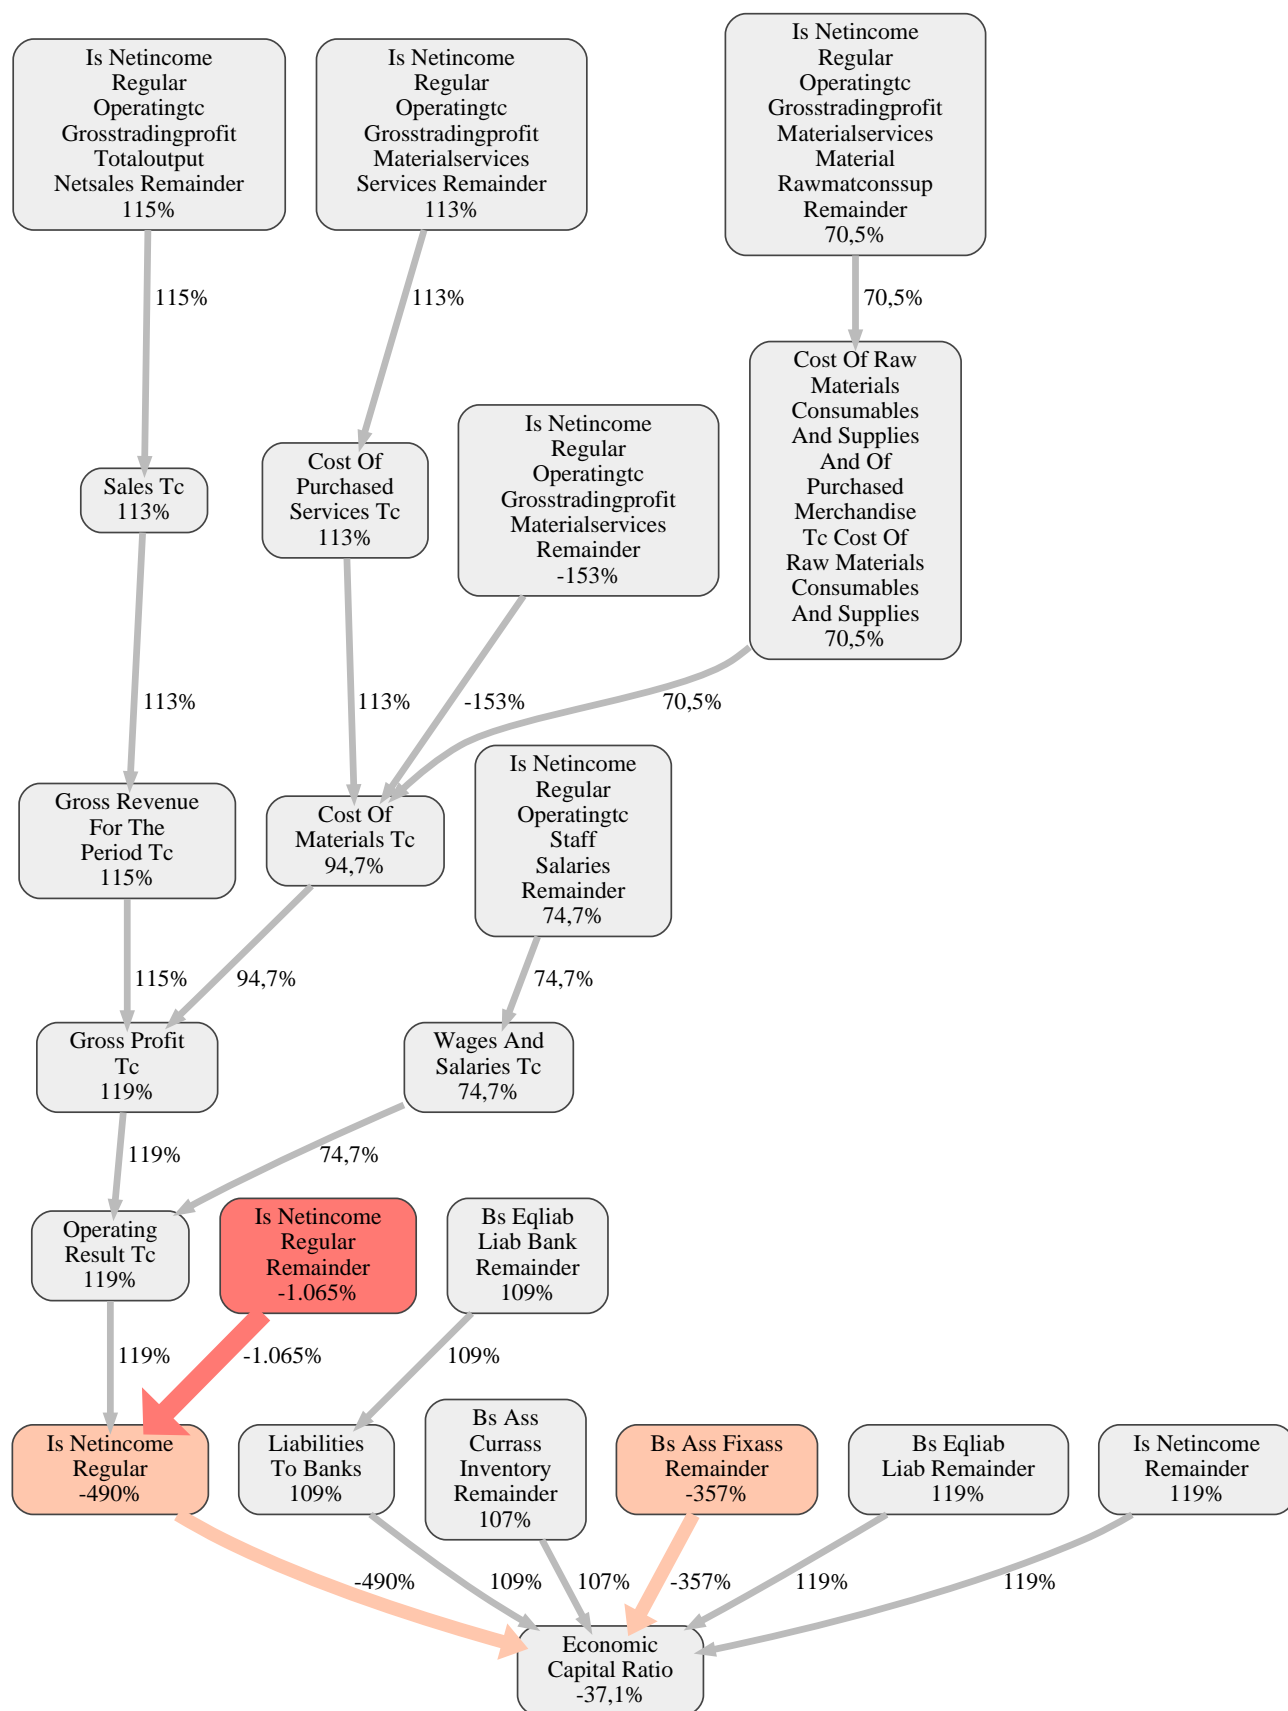 Is Netincome
Regular
Operatingtc
Grosstradingprofit
Totaloutput
Netsales Remainder
115%
Is Netincome
Regular
Operatingtc
Grosstradingprofit
Materialservices
Services Remainder
113%
Is Netincome
Regular
Operatingtc
Grosstradingprofit
Materialservices
Material
Rawmatconssup
Remainder
70,5%
115%
113%
70,5%
Sales Tc
113%
Cost Of
Purchased
Services Tc
113%
Is Netincome
Regular
Operatingtc
Grosstradingprofit
Materialservices
Remainder
-153%
Cost Of Raw
Materials
Consumables
And Supplies
And Of
Purchased
Merchandise
Tc Cost Of
Raw Materials
Consumables
And Supplies
70,5%
113%
113%
-153%
70,5%
Gross Revenue
For The
Period Tc
115%
Cost Of
Materials Tc
94,7%
Is Netincome
Regular
Operatingtc
Staff
Salaries
Remainder
74,7%
115%
94,7%
74,7%
Gross Profit
Tc
119%
Wages And
Salaries Tc
74,7%
119%
74,7%
Operating
Result Tc
119%
Is Netincome
Regular
Remainder
-1.065%
Bs Eqliab
Liab Bank
Remainder
109%
119%
-1.065%
109%
Is Netincome
Regular
-490%
Liabilities
To Banks
109%
Bs Ass
Currass
Inventory
Remainder
107%
Bs Ass Fixass
Remainder
-357%
Bs Eqliab
Liab Remainder
119%
Is Netincome
Remainder
119%
-490%
109%
107%
-357%
119%
119%
Economic
Capital Ratio
-37,1%